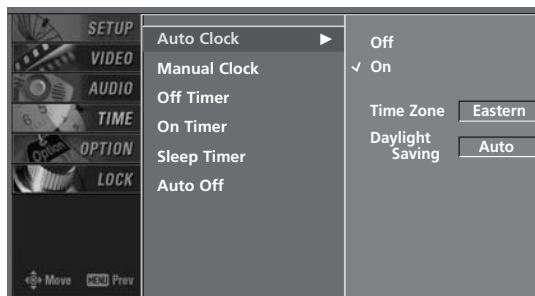 SETUP
VIDEO
AUDIO
TIME
OPTION
LOCK
Move MENU Prev
Auto Clock ▶
Manual Clock
Off Timer
On Timer
Sleep Timer
Auto Off
Off
✓ On
Time Zone Eastern
Daylight
Saving Auto